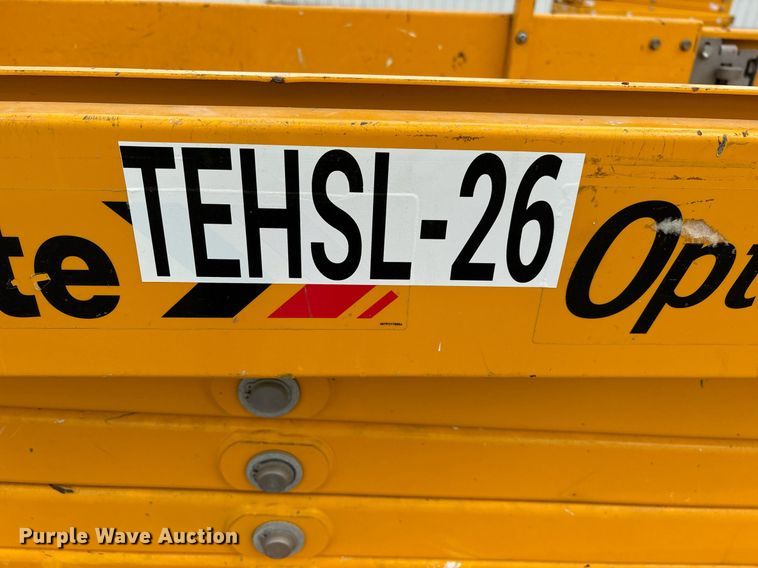 TEHSL-26
te Opt
Purple Wave Auction